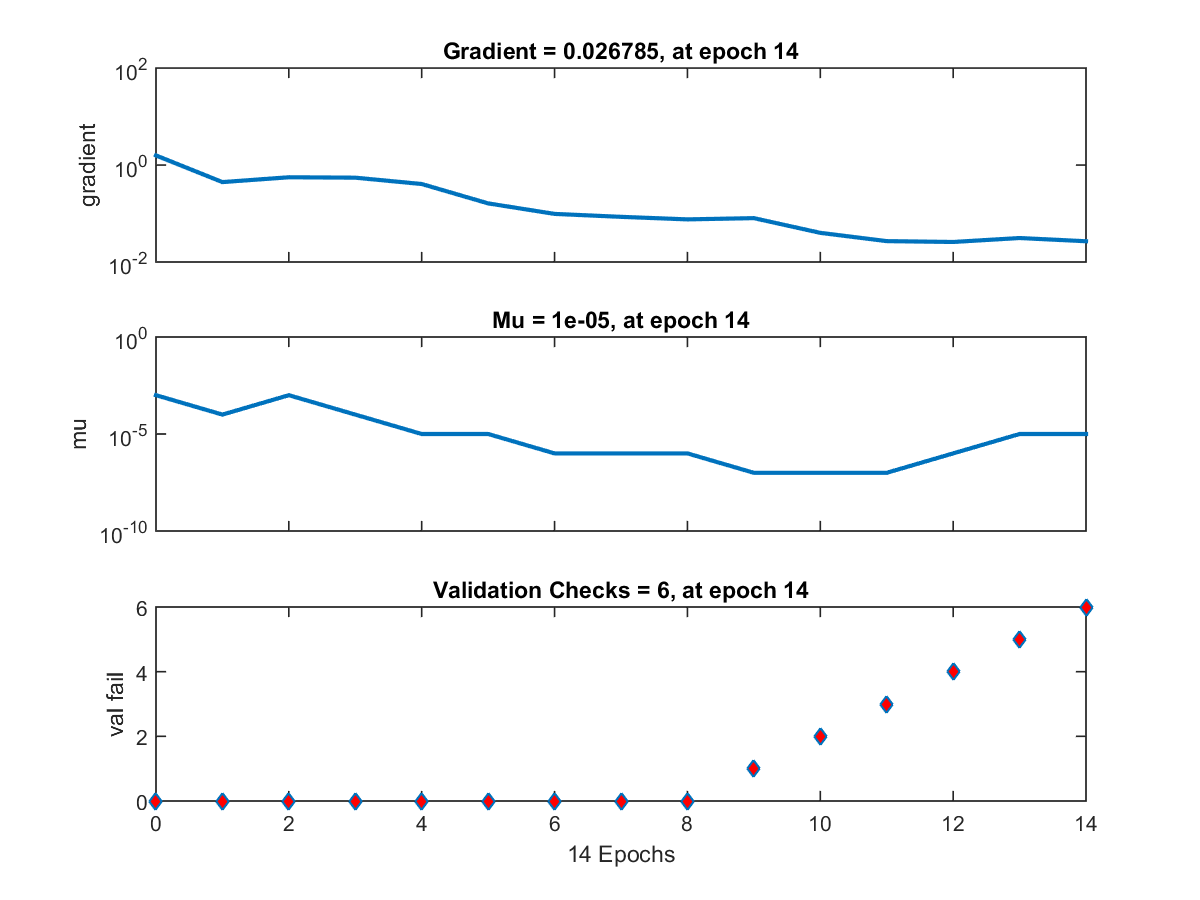 Gradient = 0.026785, at epoch 14
10^2
10^0
10^-2
gradient
Mu = 1e-05, at epoch 14
10^0
10^-5
10^-10
mu
Validation Checks = 6, at epoch 14
6
4
2
0
val fail
0 2 4 6 8 10 12 14
14 Epochs